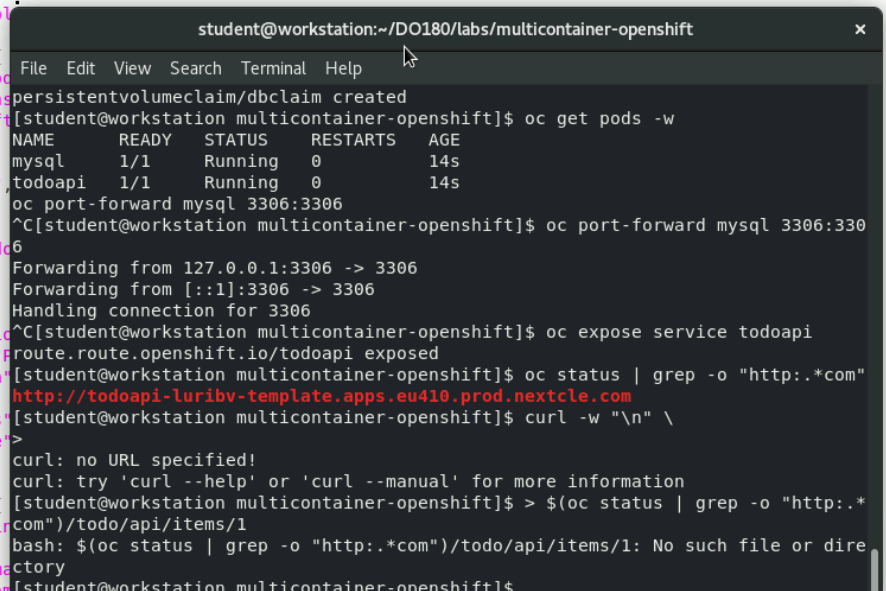 student@workstation:~/DO180/labs/multicontainer-openshift ×
File Edit View Search Terminal Help
persistentvolumeclaim/dbclaim created
[student@workstation multicontainer-openshift]$ oc get pods -w
NAME READY STATUS RESTARTS AGE
mysql 1/1 Running 0 14s
todoapi 1/1 Running 0 14s
oc port-forward mysql 3306:3306
^C[student@workstation multicontainer-openshift]$ oc port-forward mysql 3306:330
6
Forwarding from 127.0.0.1:3306 -> 3306
Forwarding from [::1]:3306 -> 3306
Handling connection for 3306
^C[student@workstation multicontainer-openshift]$ oc expose service todoapi
route.route.openshift.io/todoapi exposed
[student@workstation multicontainer-openshift]$ oc status | grep -o "http:.*com"
http://todoapi-luribv-template.apps.eu410.prod.nextcle.com
[student@workstation multicontainer-openshift]$ curl -w "\n" \
>
curl: no URL specified!
curl: try 'curl --help' or 'curl --manual' for more information
[student@workstation multicontainer-openshift]$ > $(oc status | grep -o "http:.*
com")/todo/api/items/1
bash: $(oc status | grep -o "http:.*com")/todo/api/items/1: No such file or dire
ctory
[student@workstation multicontainer-openshift]$